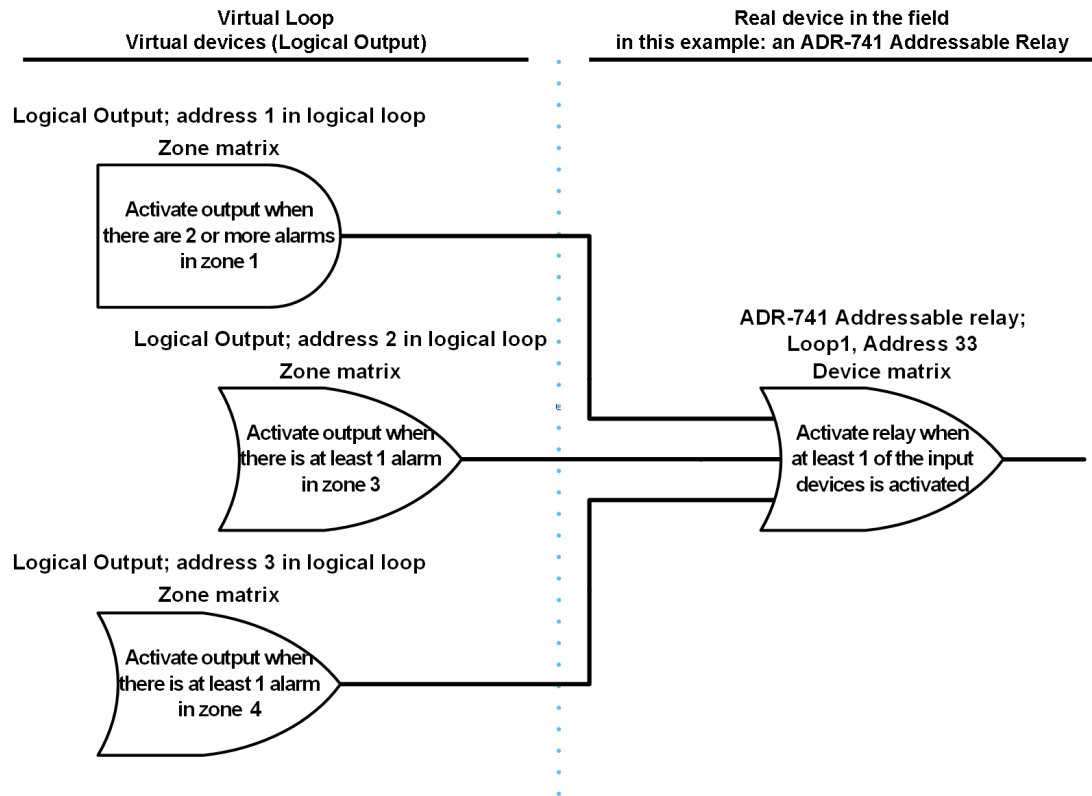 Virtual Loop
Virtual devices (Logical Output)
Real device in the field
in this example: an ADR-741 Addressable Relay
Logical Output; address 1 in logical loop
Zone matrix
Activate output when
there are 2 or more alarms
in zone 1
Logical Output; address 2 in logical loop
Zone matrix
Activate output when
there is at least 1 alarm
in zone 3
Logical Output; address 3 in logical loop
Zone matrix
Activate output when
there is at least 1 alarm
in zone 4
ADR-741 Addressable relay;
Loop1, Address 33
Device matrix
Activate relay when
at least 1 of the input
devices is activated